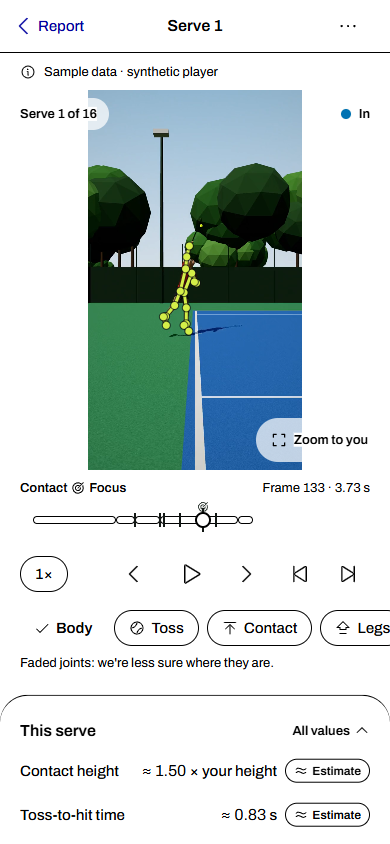 Report
Serve 1
Sample data · synthetic player
Serve 1 of 16
In
Zoom to you
Contact Focus
Frame 133 · 3.73 s
1×
Body
Toss
Contact
Legs
Faded joints: we're less sure where they are.
This serve
All values
Contact height ≈ 1.50 × your height Estimate
Toss-to-hit time ≈ 0.83 s Estimate